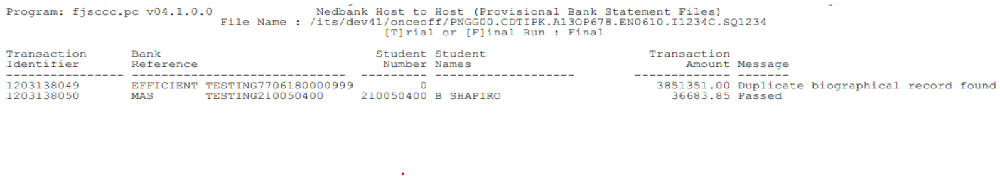 Program: fjsccc.pc v04.1.0.0 Nedbank Host to Host (Provisional Bank Statement Files)
File Name : /its/dev41/onceoff/PNGG00.CDTIPK.A13OP678.EN0610.I1234C.SQ1234
[T]rial or [F]inal Run : Final
Transaction Bank Student Student Transaction
Identifier Reference Number Names Amount Message
---------------- ----------------------------- --------- ------------------- ------------- -------
1203138049 EFFICIENT TESTING7706180000999 0 3851351.00 Duplicate biographical record found
1203138050 MAS TESTING210050400 210050400 B SHAPIRO 36683.85 Passed